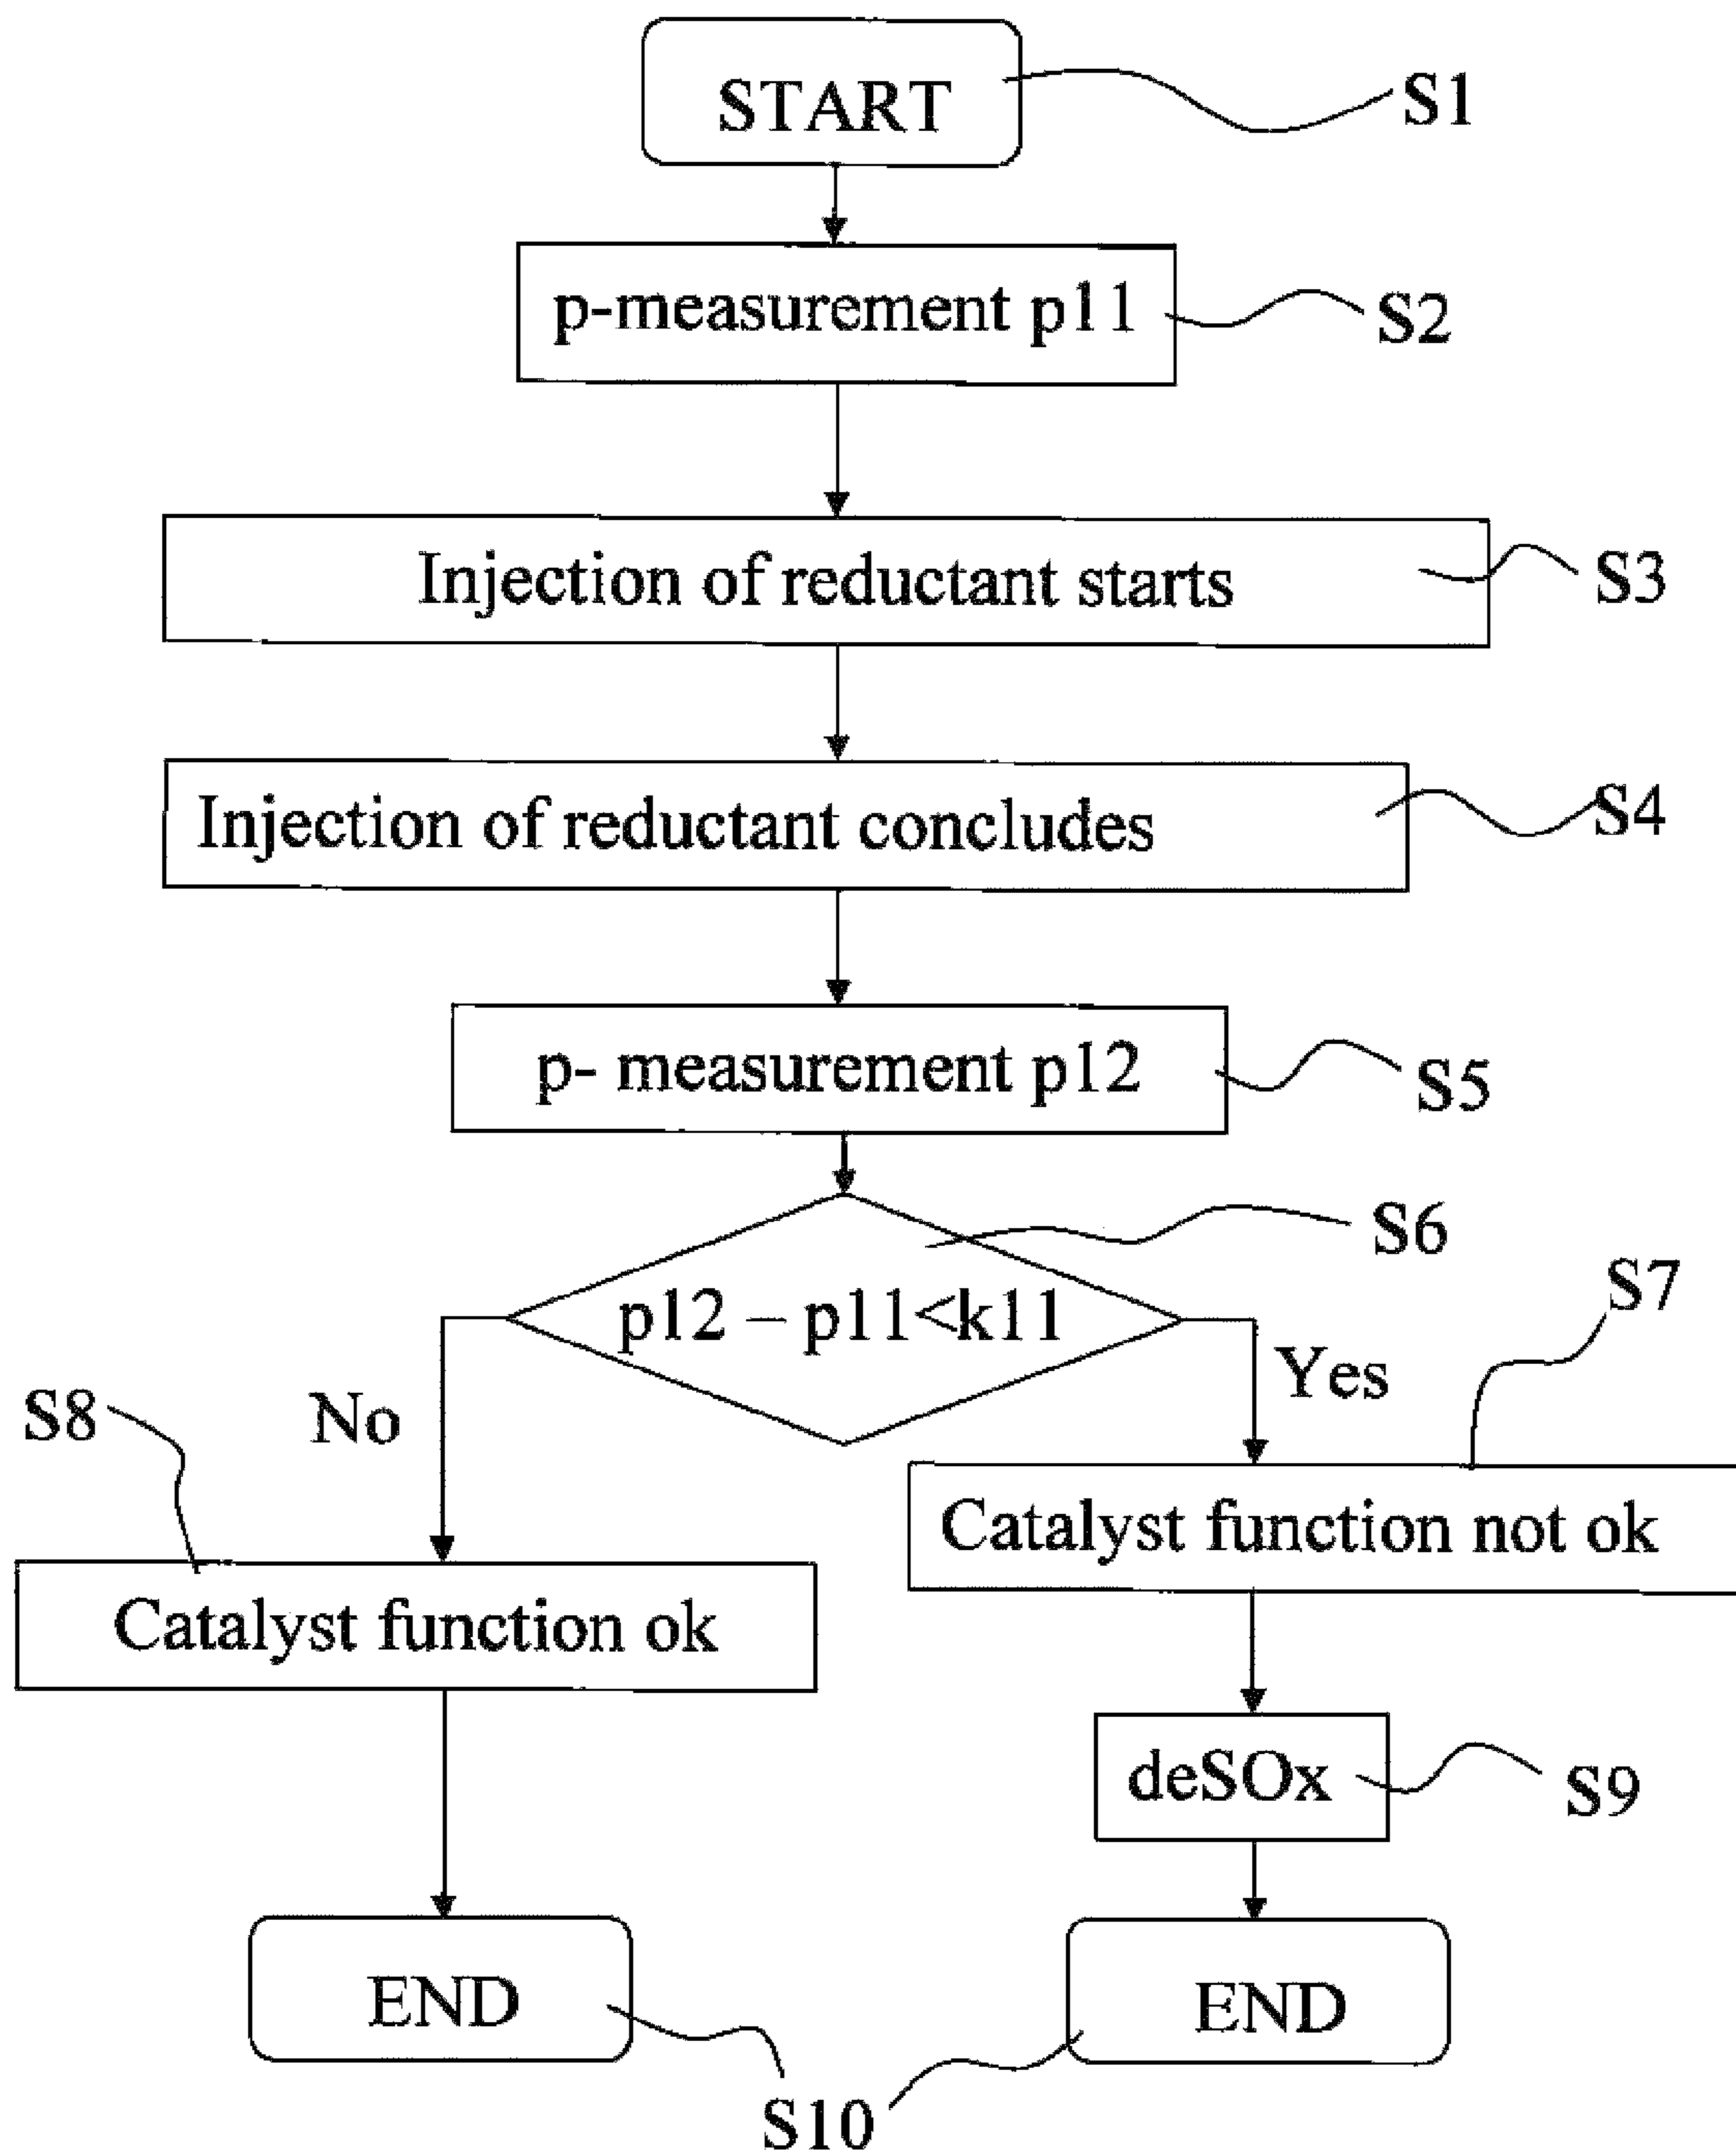 START
S1
p-measurement p11
S2
Injection of reductant starts
S3
Injection of reductant concludes
S4
p- measurement p12
S5
S6
p12 – p11<k11
S7
Yes
No
S8
Catalyst function not ok
Catalyst function ok
deSOx
S9
END
END
S10